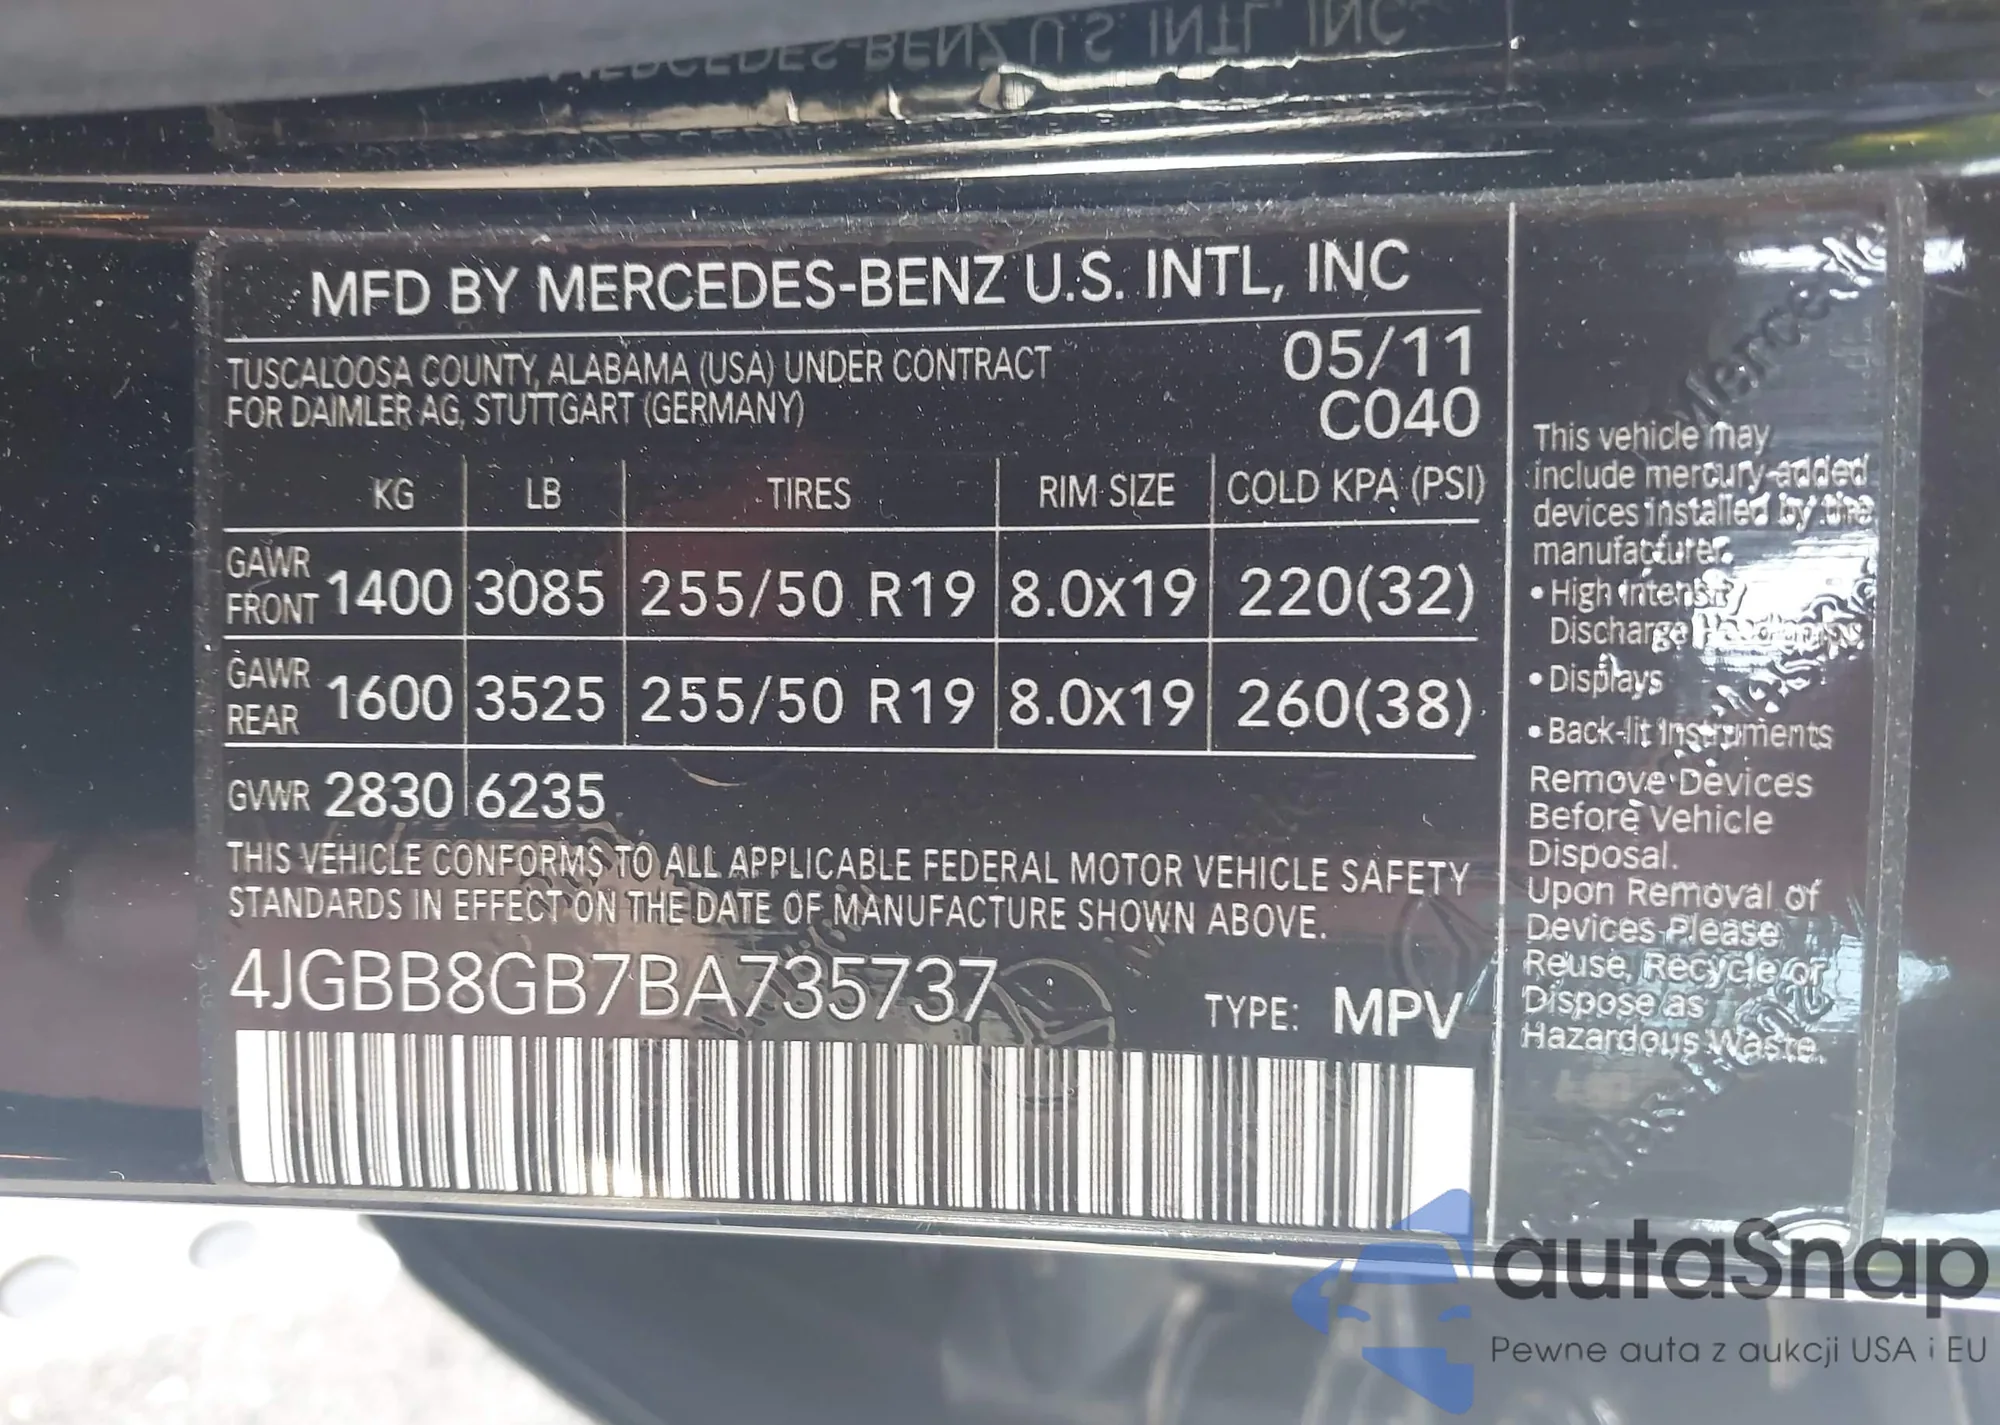 MFD BY MERCEDES-BENZ U.S. INTL, INC
TUSCALOOSA COUNTY, ALABAMA (USA) UNDER CONTRACT
FOR DAIMLER AG, STUTTGART (GERMANY)
05/11
C040
KG LB TIRES RIM SIZE COLD KPA (PSI)
GAWR FRONT 1400 3085 255/50 R19 8.0x19 220(32)
GAWR REAR 1600 3525 255/50 R19 8.0x19 260(38)
GVWR 2830 6235
THIS VEHICLE CONFORMS TO ALL APPLICABLE FEDERAL MOTOR VEHICLE SAFETY
STANDARDS IN EFFECT ON THE DATE OF MANUFACTURE SHOWN ABOVE.
4JGBB8GB7BA735737
TYPE: MPV
This vehicle may
include mercury-added
devices installed by the
manufacturer.
• High Intensity
Discharge Headlamps
• Displays
• Back-lit Instruments
Remove Devices
Before Vehicle
Disposal.
Upon Removal of
Devices Please
Reuse, Recycle or
Dispose as
Hazardous Waste.
autaSnap
Pewne auta z aukcji USA i EU